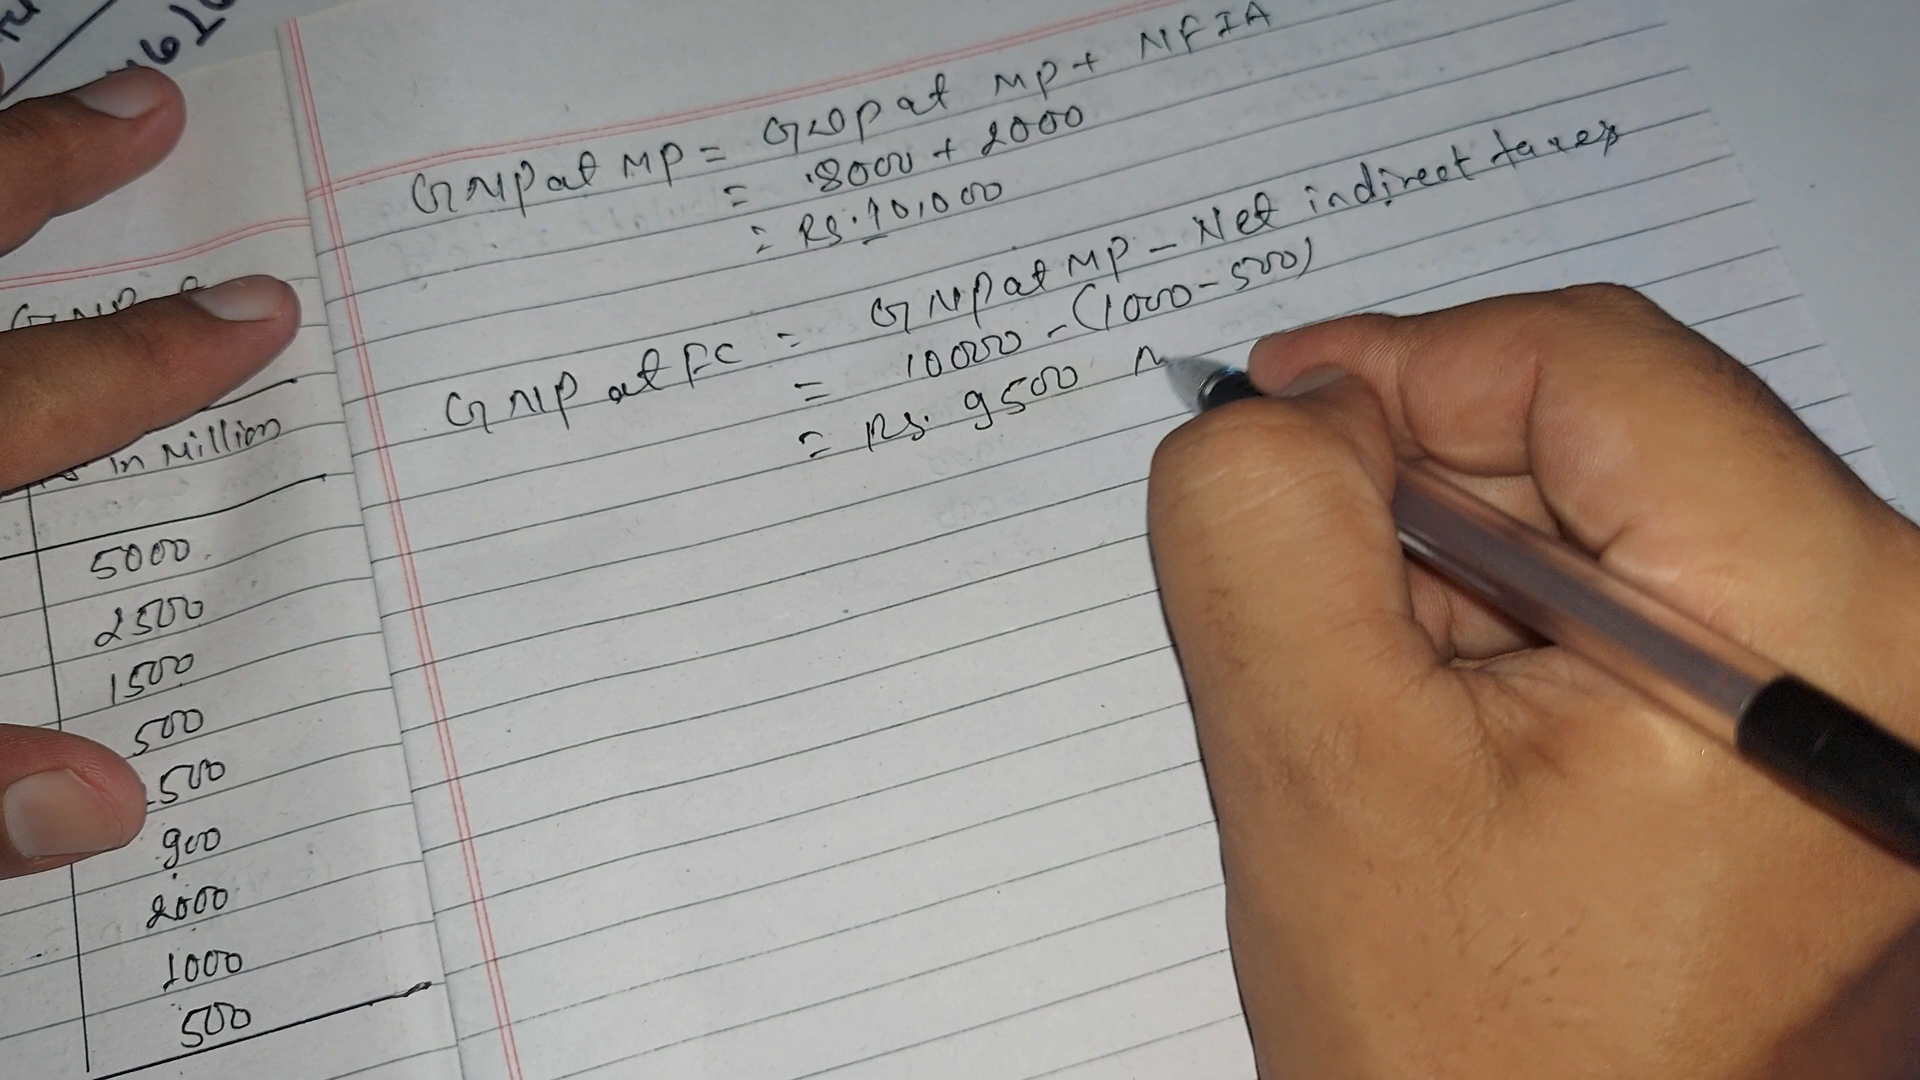 GNP at MP = GDP at MP + NFIA
= 8000 + 2000
= Rs. 10,000
GNP at FC = GNP at MP - Net indirect taxes
= 10000 - (1000 - 500)
= Rs. 9500 M
in Million
5000
2500
1500
500
500
900
2000
1000
500